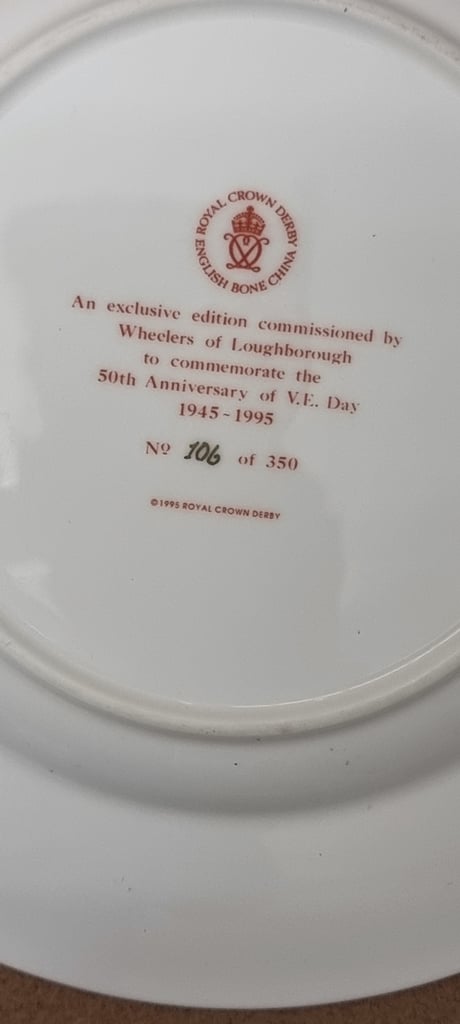 ROYAL CROWN DERBY
ENGLISH BONE CHINA
An exclusive edition commissioned by
Wheelers of Loughborough
to commemorate the
50th Anniversary of V.E. Day
1945~1995
Nº 106 of 350
©1995 ROYAL CROWN DERBY